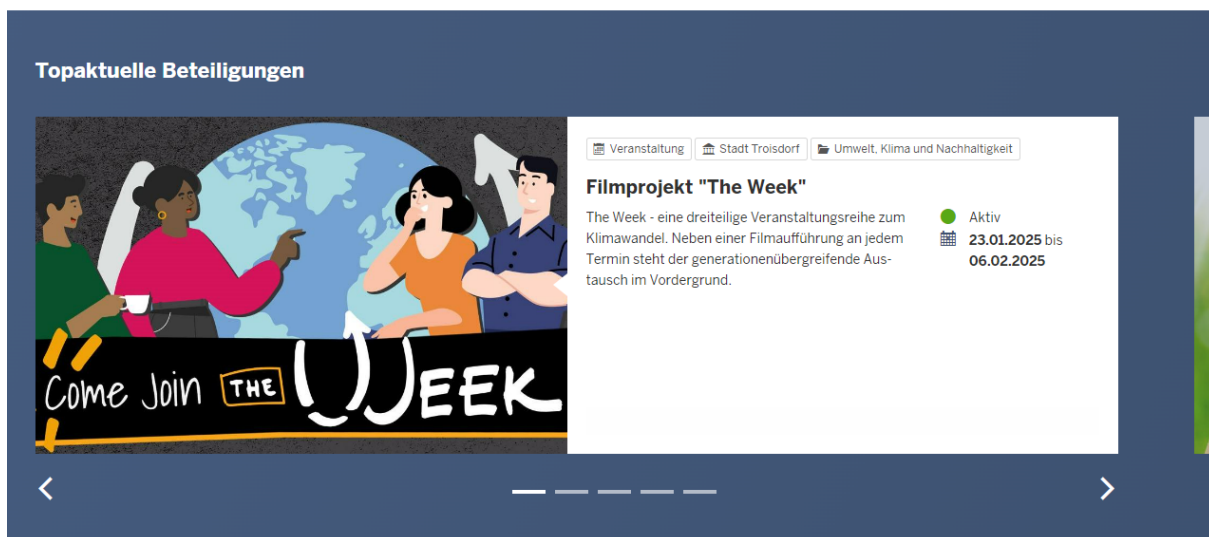 Topaktuelle Beteiligungen
Come Join THE WEEK
Veranstaltung Stadt Troisdorf Umwelt, Klima und Nachhaltigkeit
Filmprojekt "The Week"
The Week - eine dreiteilige Veranstaltungsreihe zum
Klimawandel. Neben einer Filmaufführung an jedem
Termin steht der generationenübergreifende Aus-
tausch im Vordergrund.
Aktiv
23.01.2025 bis
06.02.2025